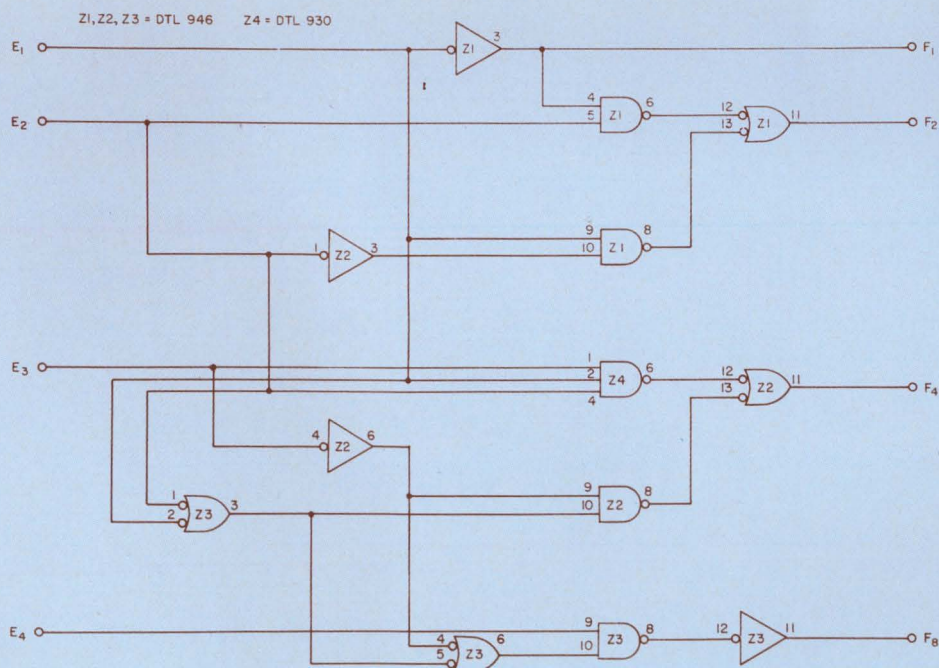 Z1, Z2, Z3 = DTL 946 Z4 = DTL 930
E1 3 F1
Z1
4 6 12
E2 5 Z1 13 Z1 11 F2
9 8
1 Z2 3 10 Z1
1
E3 2 Z4 6 12
4 13 Z2 11 F4
4 Z2 6
9 8
1 10 Z2
2 Z3 3
E4 9 8
4 6 10 Z3 12 Z3 11 F8
5 Z3